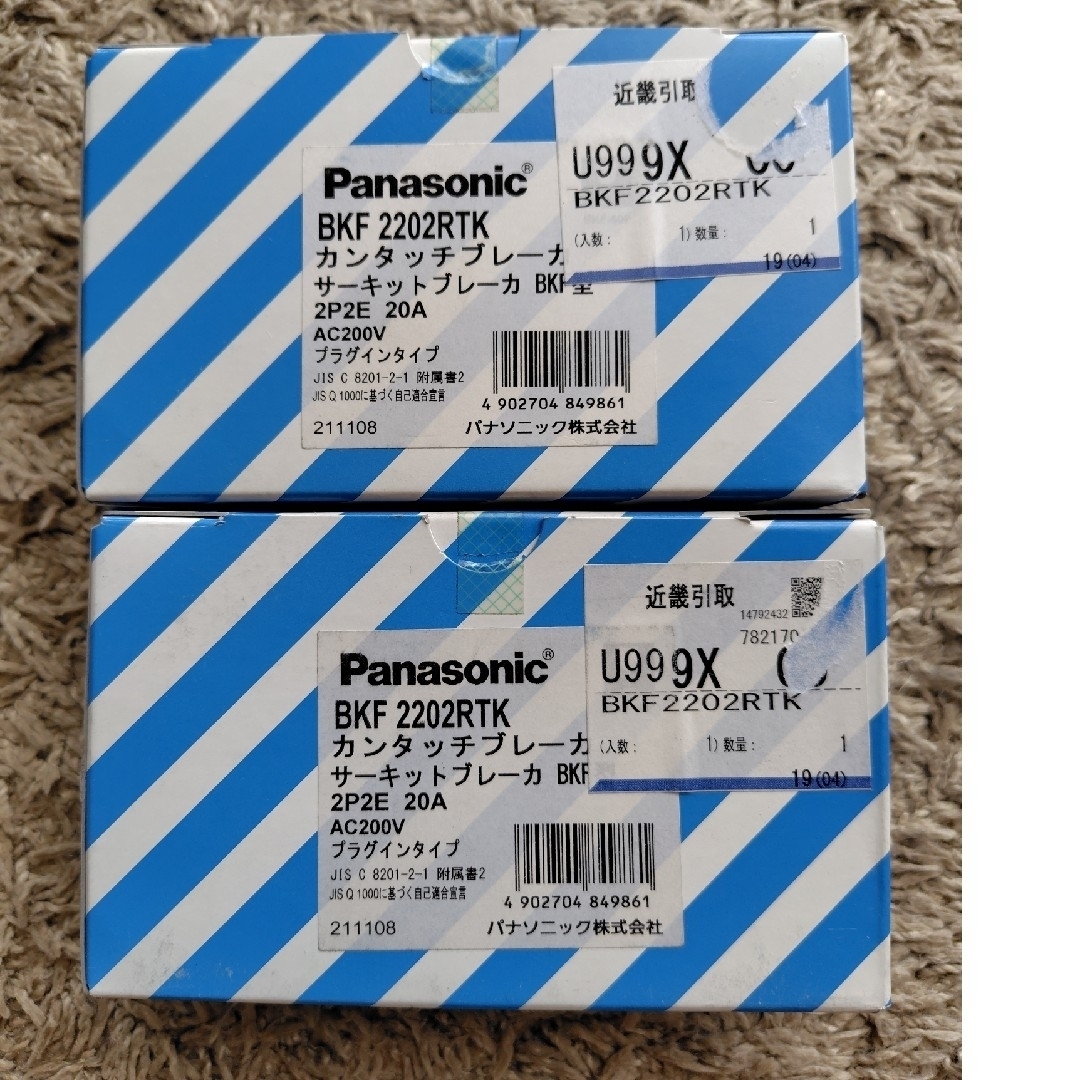 近畿引取
U999X
BKF2202RTK
(入数: 1) 数量: 1
19(04)
Panasonic®
BKF 2202RTK
カンタッチブレーカ
サーキットブレーカ BKF型
2P2E 20A
AC200V
プラグインタイプ
JIS C 8201-2-1 附属書2
JIS Q 1000に基づく自己適合宣言
4 902704 849861
211108 パナソニック株式会社
近畿引取
14792432
782170
U999X
BKF2202RTK
(入数: 1) 数量: 1
19(04)
Panasonic®
BKF 2202RTK
カンタッチブレーカ
サーキットブレーカ BKF
2P2E 20A
AC200V
プラグインタイプ
JIS C 8201-2-1 附属書2
JIS Q 1000に基づく自己適合宣言
4 902704 849861
211108 パナソニック株式会社